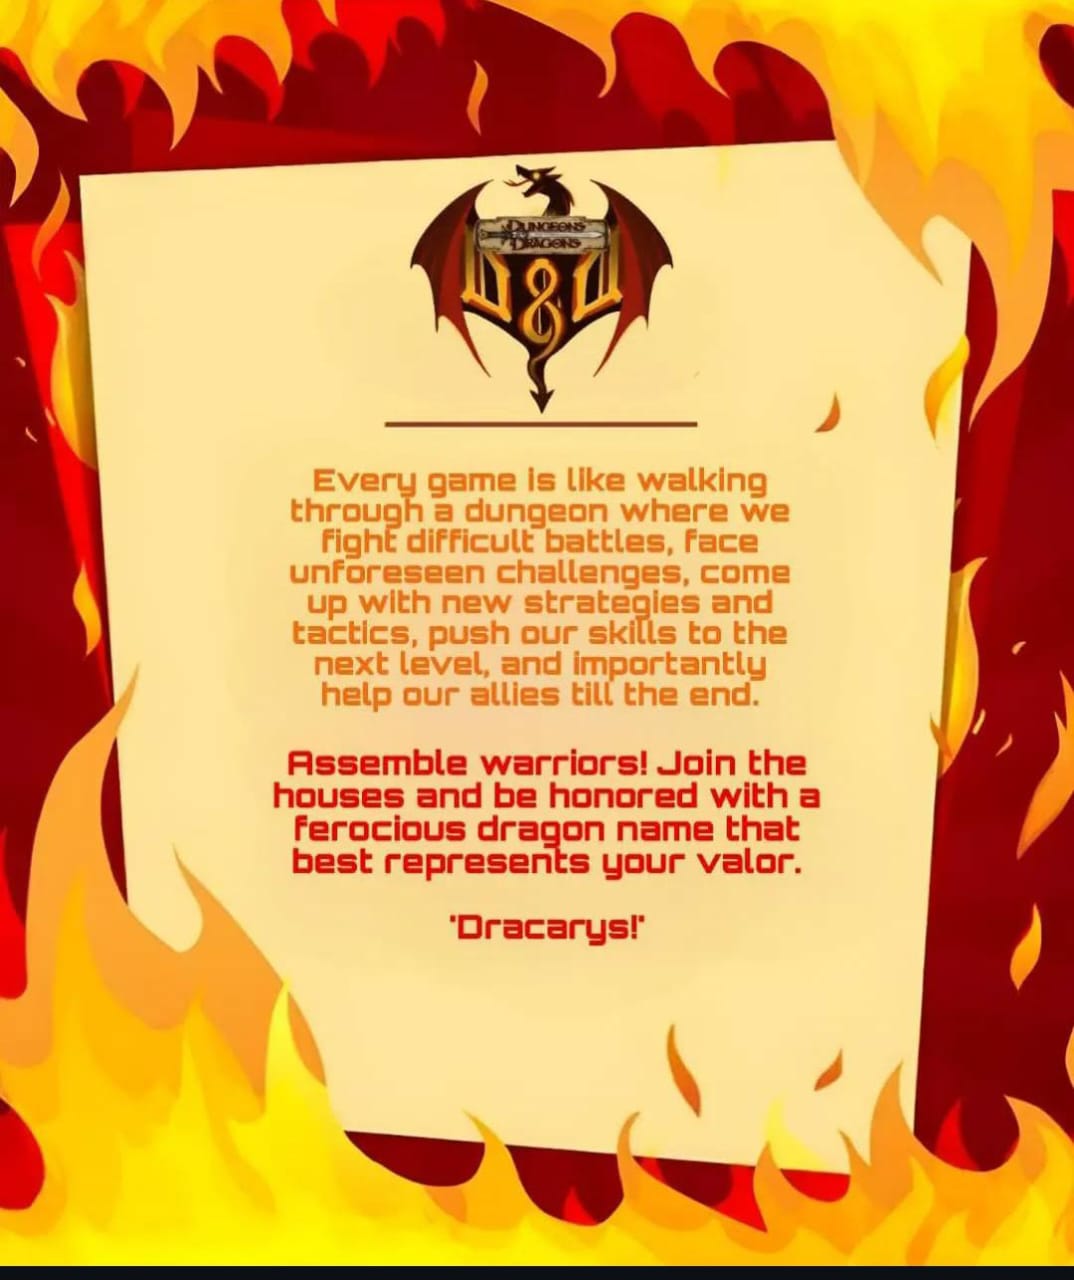 DUNGEONS
DRAGONS
D&D
Every game is like walking
through a dungeon where we
fight difficult battles, face
unforeseen challenges, come
up with new strategies and
tactics, push our skills to the
next level, and importantly
help our allies till the end.
Assemble warriors! Join the
houses and be honored with a
ferocious dragon name that
best represents your valor.
'Dracarys!'